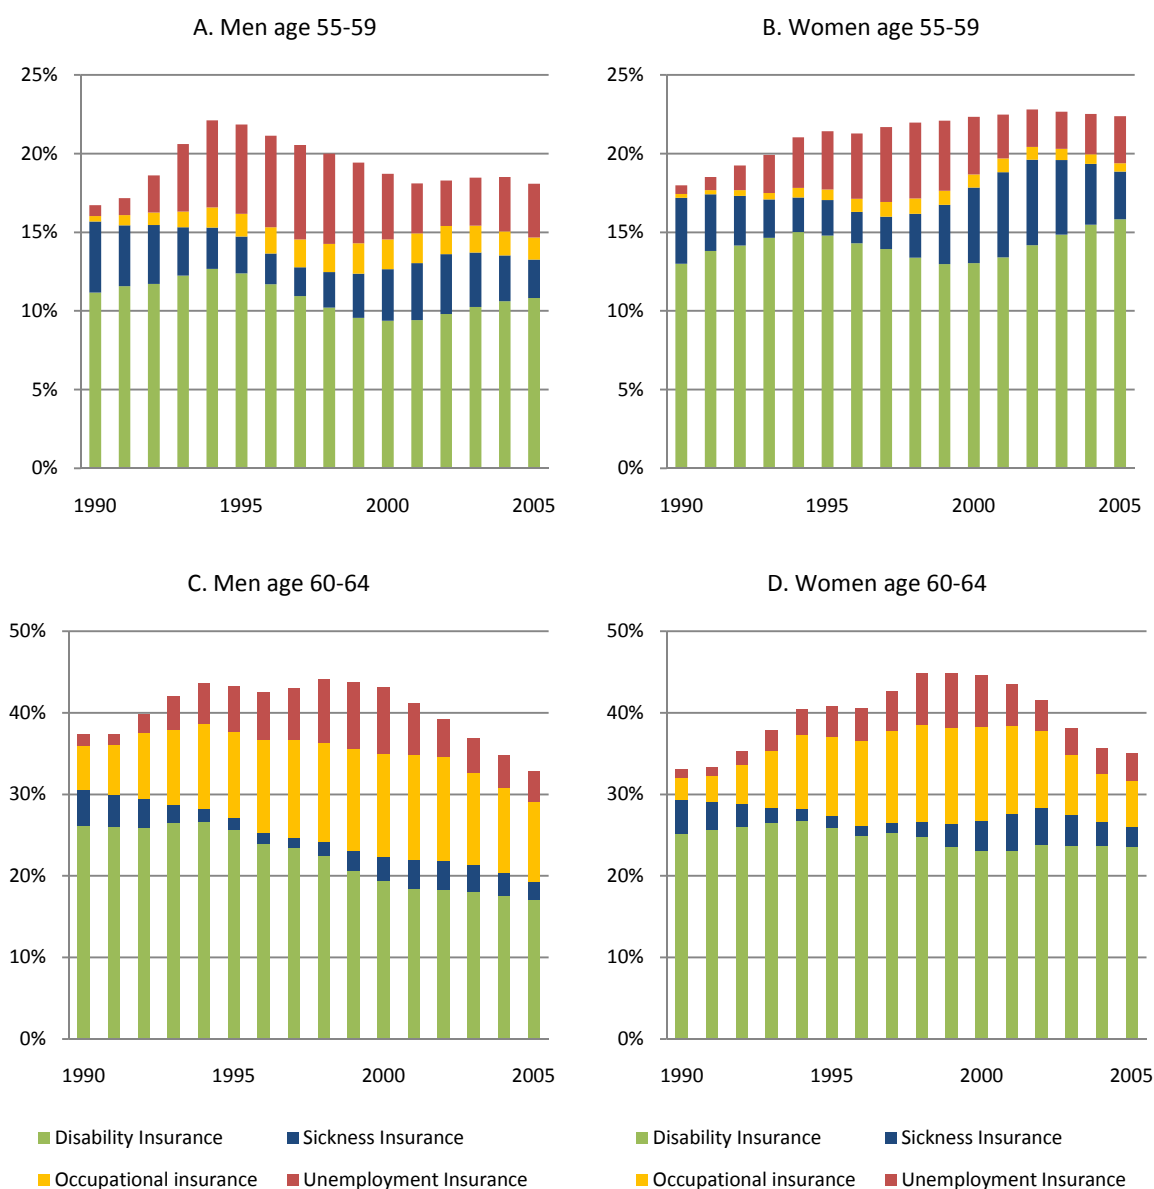 A. Men age 55-59
B. Women age 55-59
25%
20%
15%
10%
5%
0%
1990 1995 2000 2005
25%
20%
15%
10%
5%
0%
1990 1995 2000 2005
C. Men age 60-64
D. Women age 60-64
50%
40%
30%
20%
10%
0%
1990 1995 2000 2005
50%
40%
30%
20%
10%
0%
1990 1995 2000 2005
Disability Insurance Sickness Insurance
Occupational insurance Unemployment Insurance
Disability Insurance Sickness Insurance
Occupational insurance Unemployment Insurance